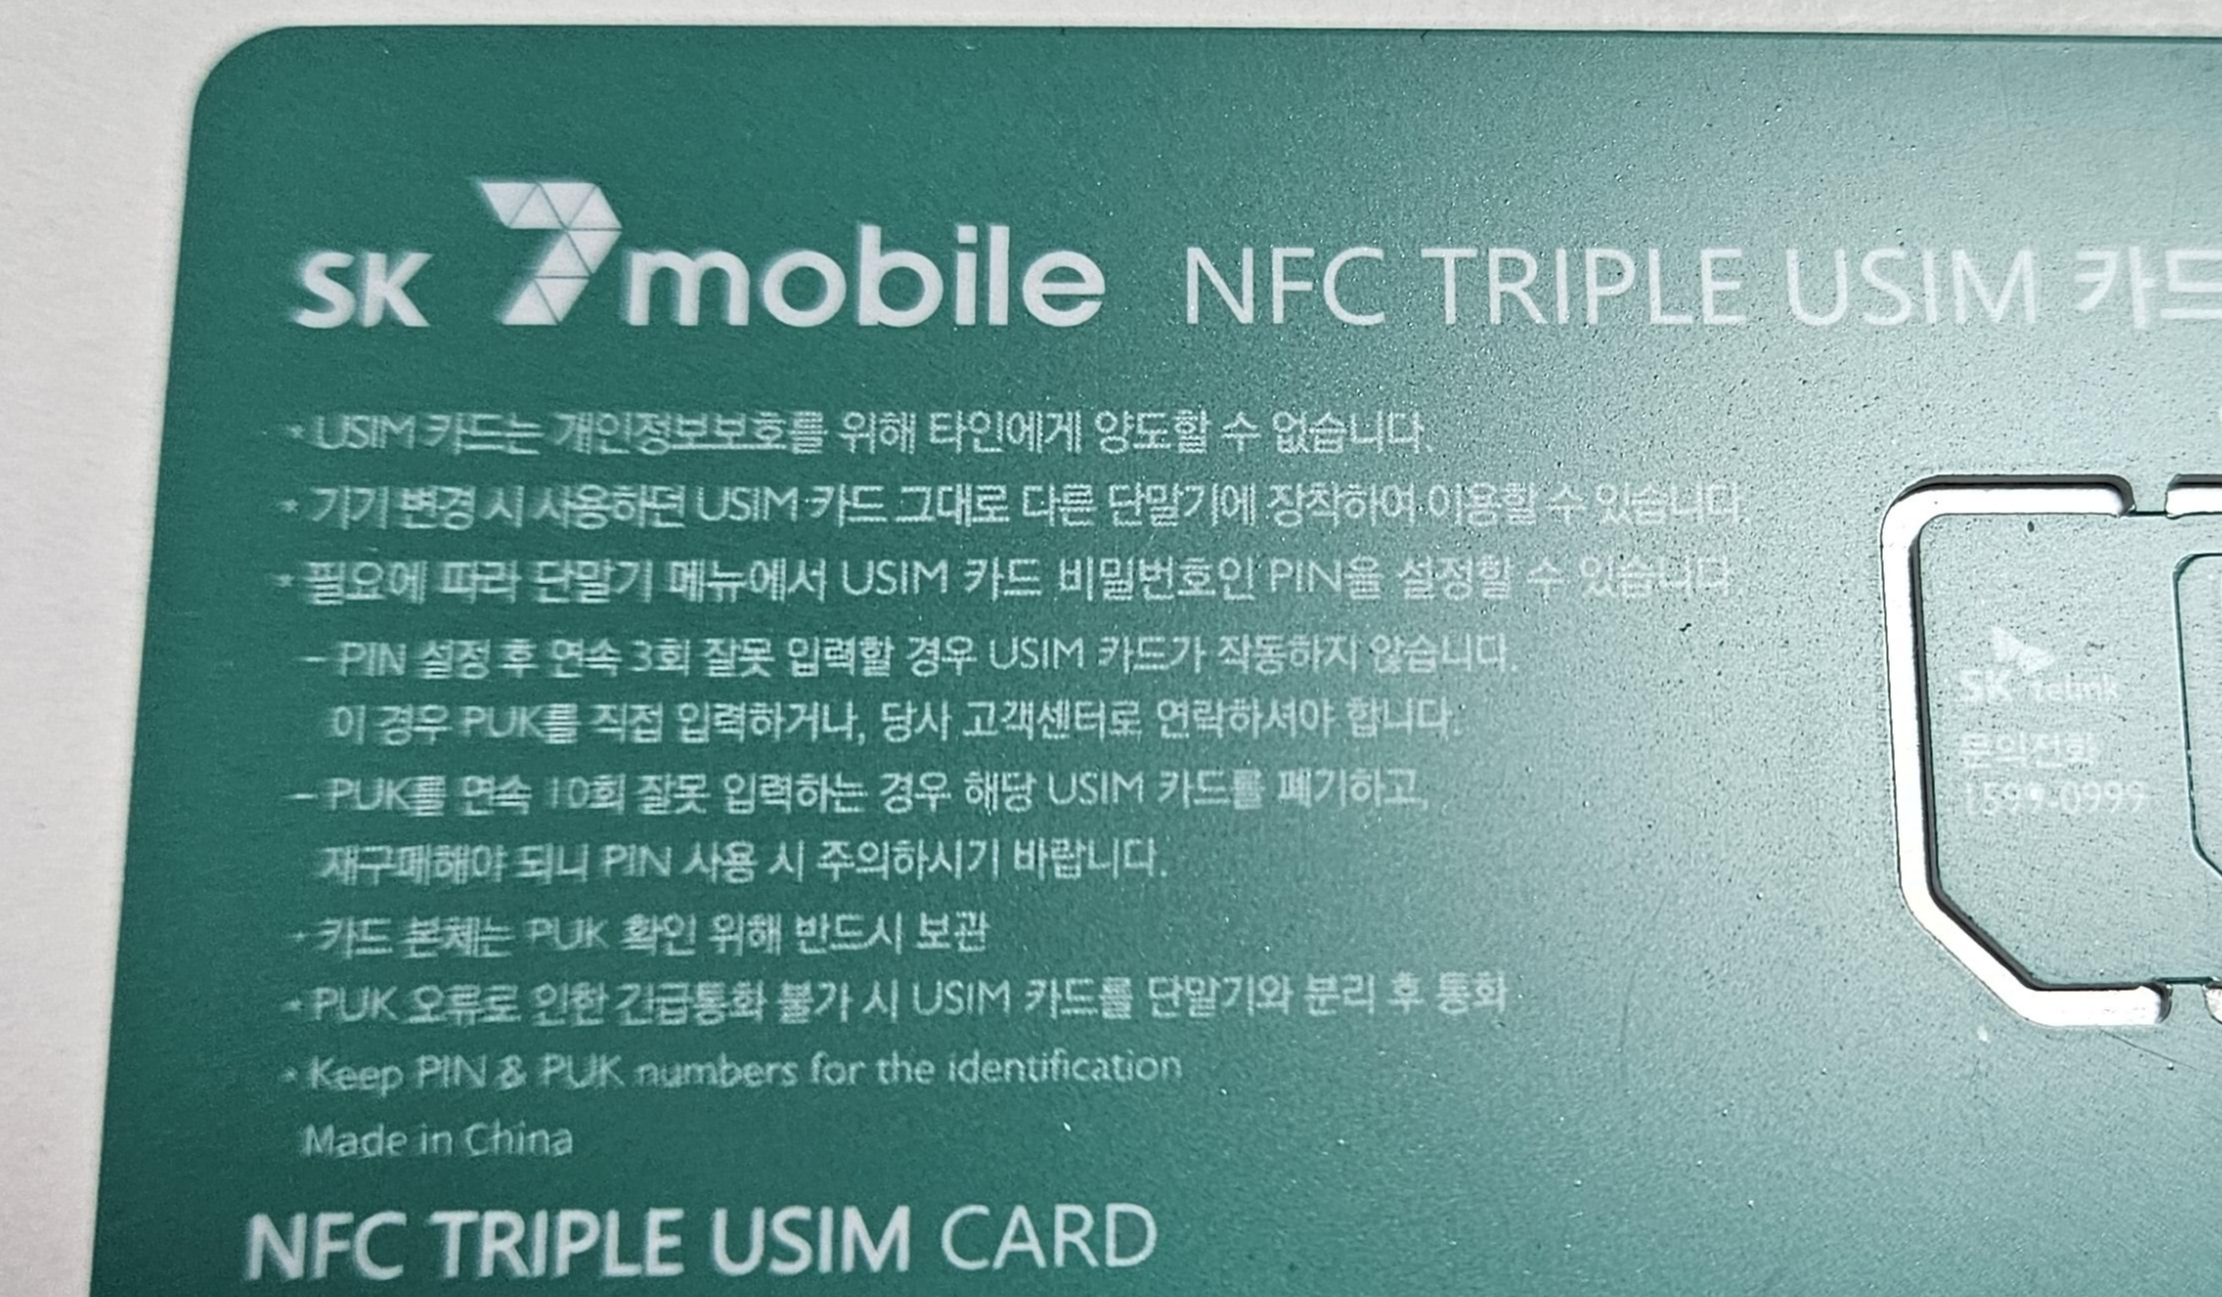 SK 7mobile NFC TRIPLE USIM 카드
* USIM 카드는 개인정보보호를 위해 타인에게 양도할 수 없습니다.
* 기기 변경 시 사용하던 USIM 카드 그대로 다른 단말기에 장착하여 이용할 수 있습니다.
* 필요에 따라 단말기 메뉴에서 USIM 카드 비밀번호인 PIN을 설정할 수 있습니다.
– PIN 설정 후 연속 3회 잘못 입력할 경우 USIM 카드가 작동하지 않습니다.
이 경우 PUK를 직접 입력하거나, 당사 고객센터로 연락하셔야 합니다.
– PUK를 연속 10회 잘못 입력하는 경우 해당 USIM 카드를 폐기하고,
재구매해야 되니 PIN 사용 시 주의하시기 바랍니다.
* 카드 본체는 PUK 확인 위해 반드시 보관
* PUK 오류로 인한 긴급통화 불가 시 USIM 카드를 단말기와 분리 후 통화
* Keep PIN & PUK numbers for the identification
Made in China
NFC TRIPLE USIM CARD
SK Telink
문의전화
1599-0999